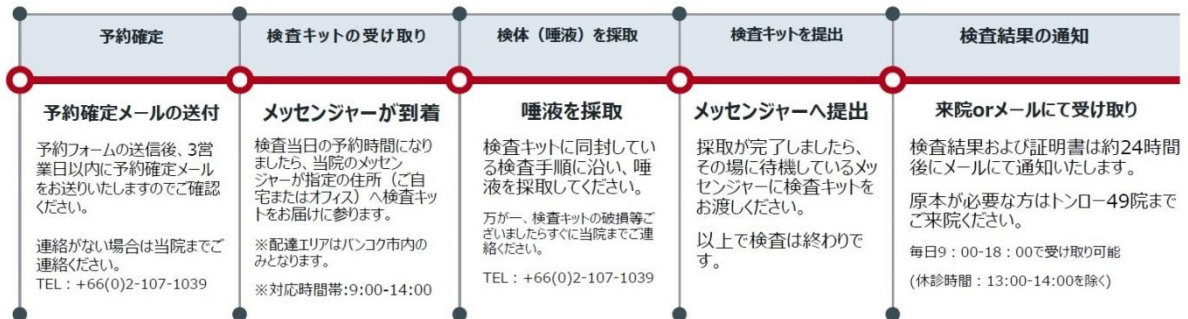 予約確定
検査キットの受け取り
検体（唾液）を採取
検査キットを提出
検査結果の通知
予約確定メールの送付
予約フォームの送信後、3営
業日以内に予約確定メール
をお送りいたしますのでご確認
ください。
連絡がない場合は当院までご
連絡ください。
TEL：+66(0)2-107-1039
メッセンジャーが到着
検査当日の予約時間になり
ましたら、当院のメッセン
ジャーが指定の住所（ご自
宅またはオフィス）へ検査キッ
トをお届けに参ります。
※配達エリアはバンコク市内の
みとなります。
※対応時間帯:9:00-14:00
唾液を採取
検査キットに同封してい
る検査手順に沿い、唾
液を採取してください。
万が一、検査キットの破損等ご
ざいましたらすぐに当院までご連
絡ください。
TEL：+66(0)2-107-1039
メッセンジャーへ提出
採取が完了しましたら、
その場に待機しているメッ
センジャーに検査キットを
お渡しください。
以上で検査は終わりで
す。
来院orメールにて受け取り
検査結果および証明書は約24時間
後にメールにて通知いたします。
原本が必要な方はトンロー49院まで
ご来院ください。
毎日9：00-18：00で受け取り可能
(休診時間：13:00-14:00を除く)